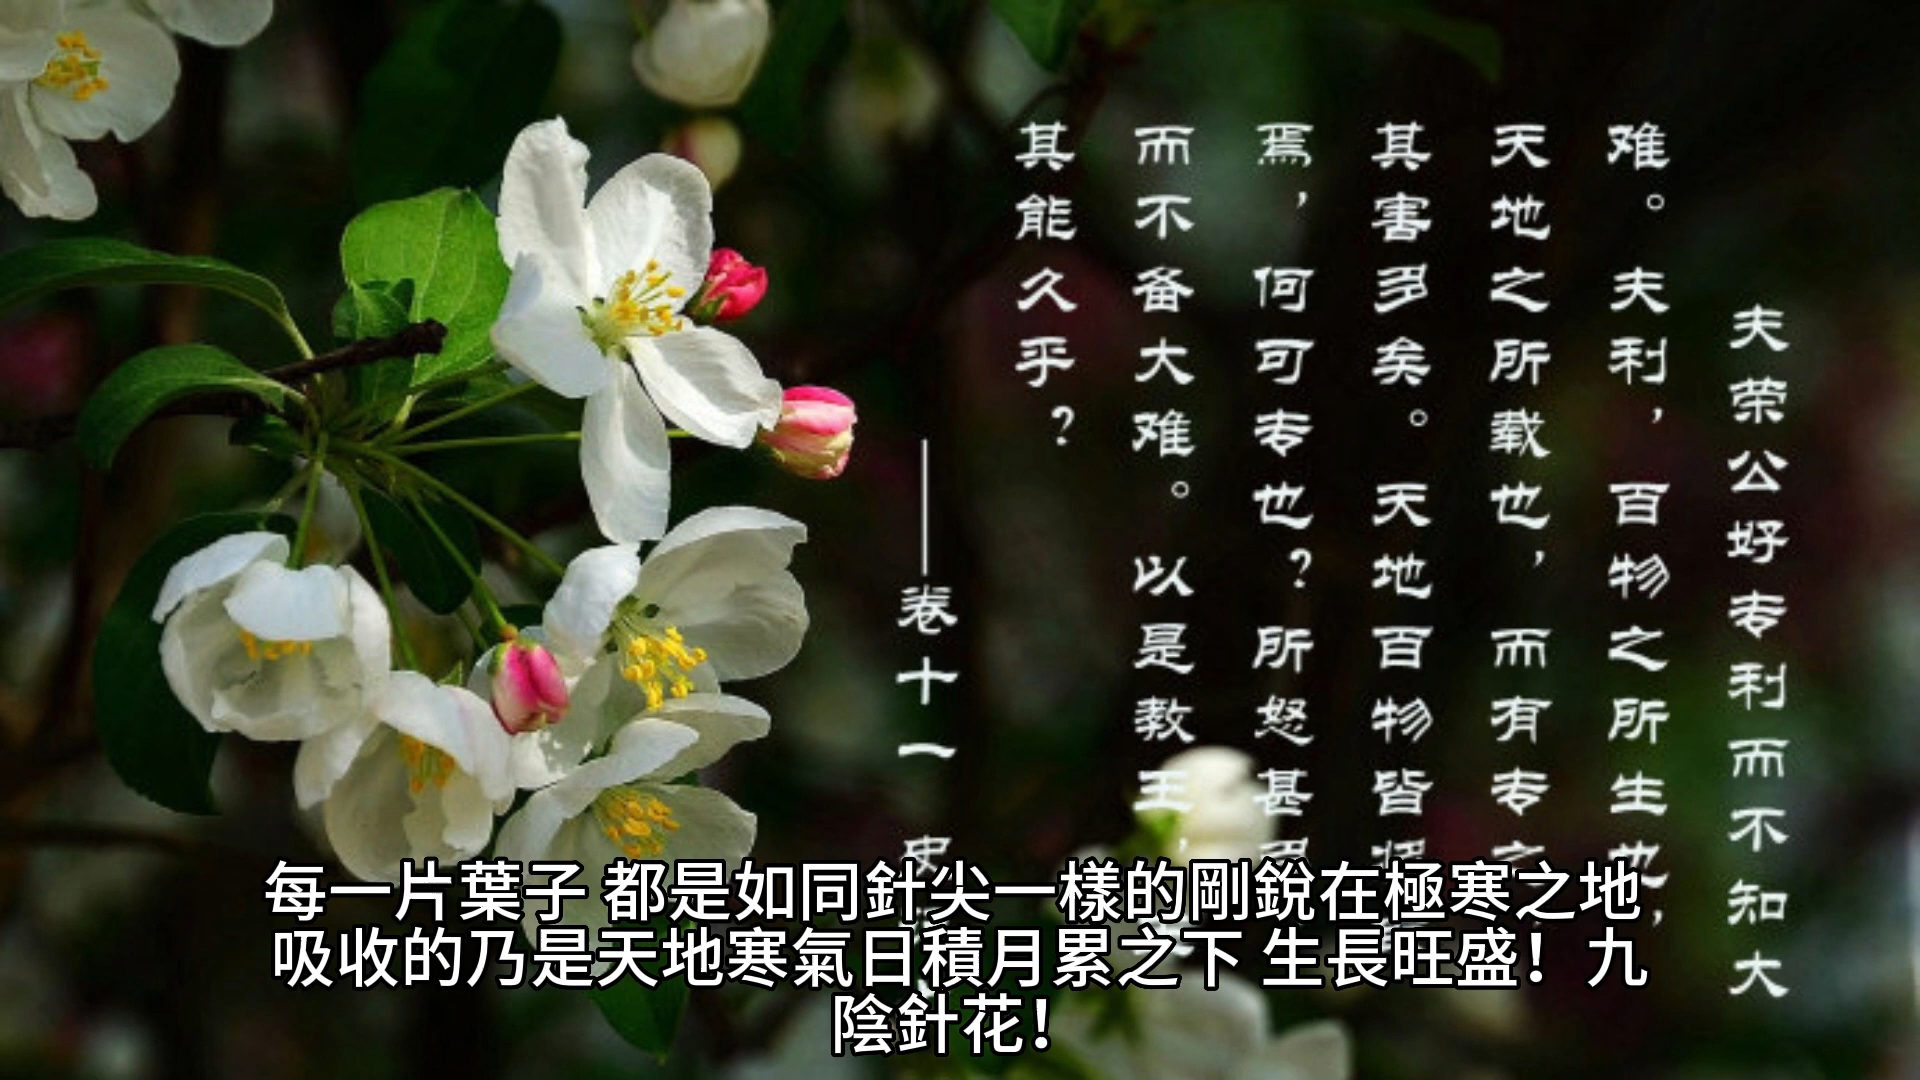 夫荣公好专利而不知大
难。夫利，百物之所生也，
天地之所载也，而有专之
其害多矣。天地百物皆将
焉，何可专也？所怒甚多
而不备大难。以是教王，
其能久乎？
——卷十一 史
每一片葉子 都是如同針尖一樣的剛銳在極寒之地
吸收的乃是天地寒氣日積月累之下 生長旺盛！九
陰針花！